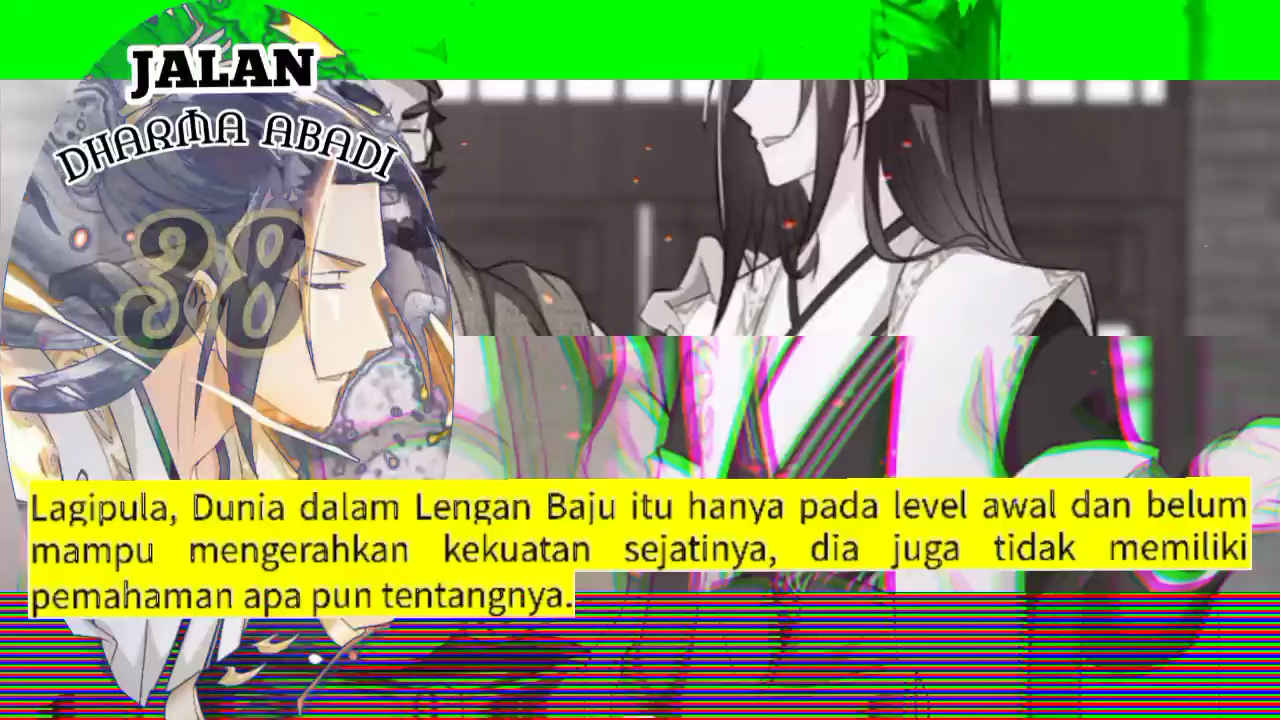 JALAN
DHARMA ABADI
38
Lagipula, Dunia dalam Lengan Baju itu hanya pada level awal dan belum
mampu mengerahkan kekuatan sejatinya, dia juga tidak memiliki
pemahaman apa pun tentangnya.